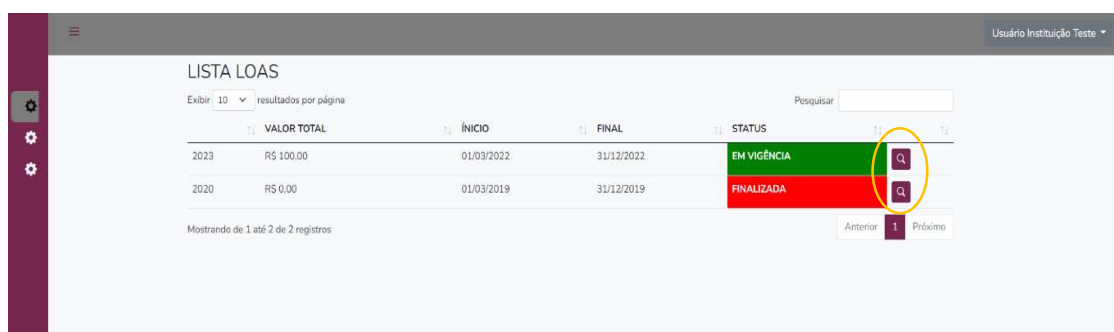 Usuário Instituição Teste
LISTA LOAS
Exibir 10 resultados por página
Pesquisar
VALOR TOTAL ÍNICIO FINAL STATUS
2023 R$ 100,00 01/03/2022 31/12/2022 EM VIGÊNCIA
2020 R$ 0,00 01/03/2019 31/12/2019 FINALIZADA
Mostrando de 1 até 2 de 2 registros
Anterior 1 Próximo